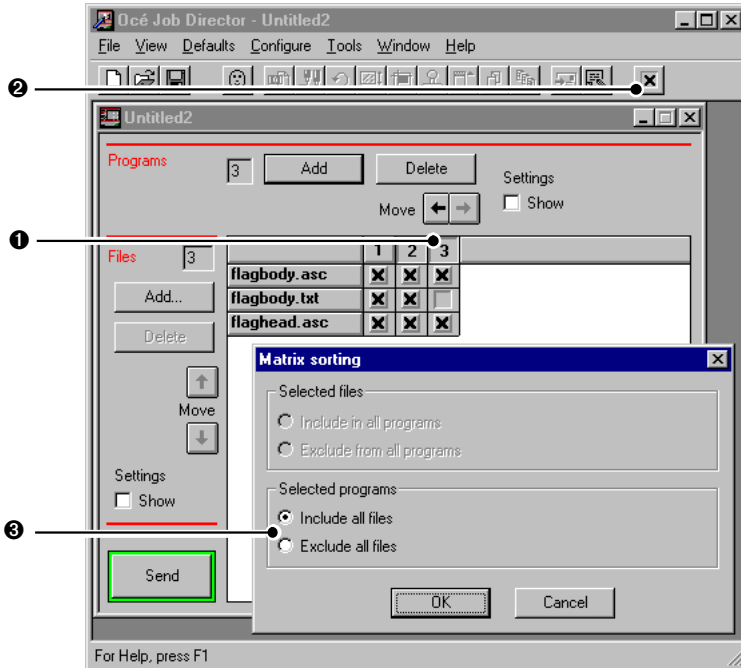 Océ Job Director - Untitled2
File View Defaults Configure Tools Window Help
❷
Untitled2
Programs 3 Add Delete Settings
Move Show
❶
Files 3 1 2 3
flagbody.asc
Add... flagbody.txt
flaghead.asc
Delete
Matrix sorting
Selected files
Include in all programs
Move
Exclude from all programs
Settings
Show
Selected programs
Include all files
❸
Exclude all files
Send
OK Cancel
For Help, press F1